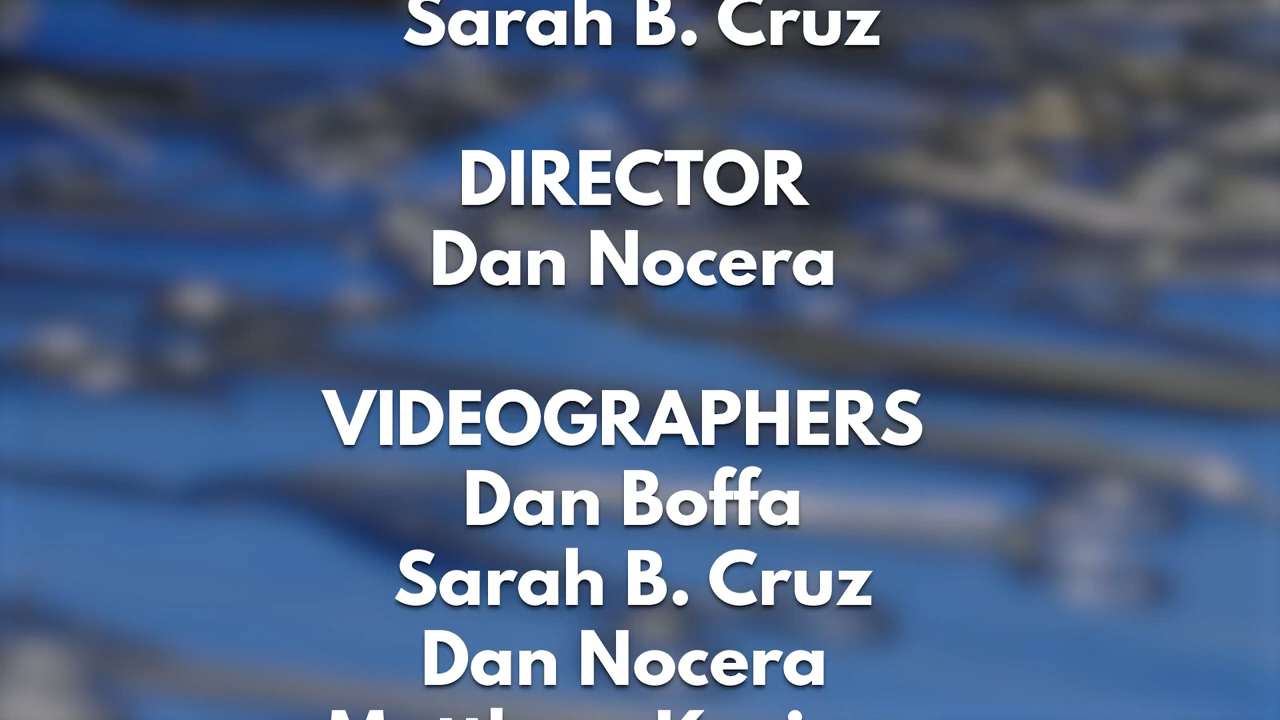 Sarah B. Cruz
DIRECTOR
Dan Nocera
VIDEOGRAPHERS
Dan Boffa
Sarah B. Cruz
Dan Nocera